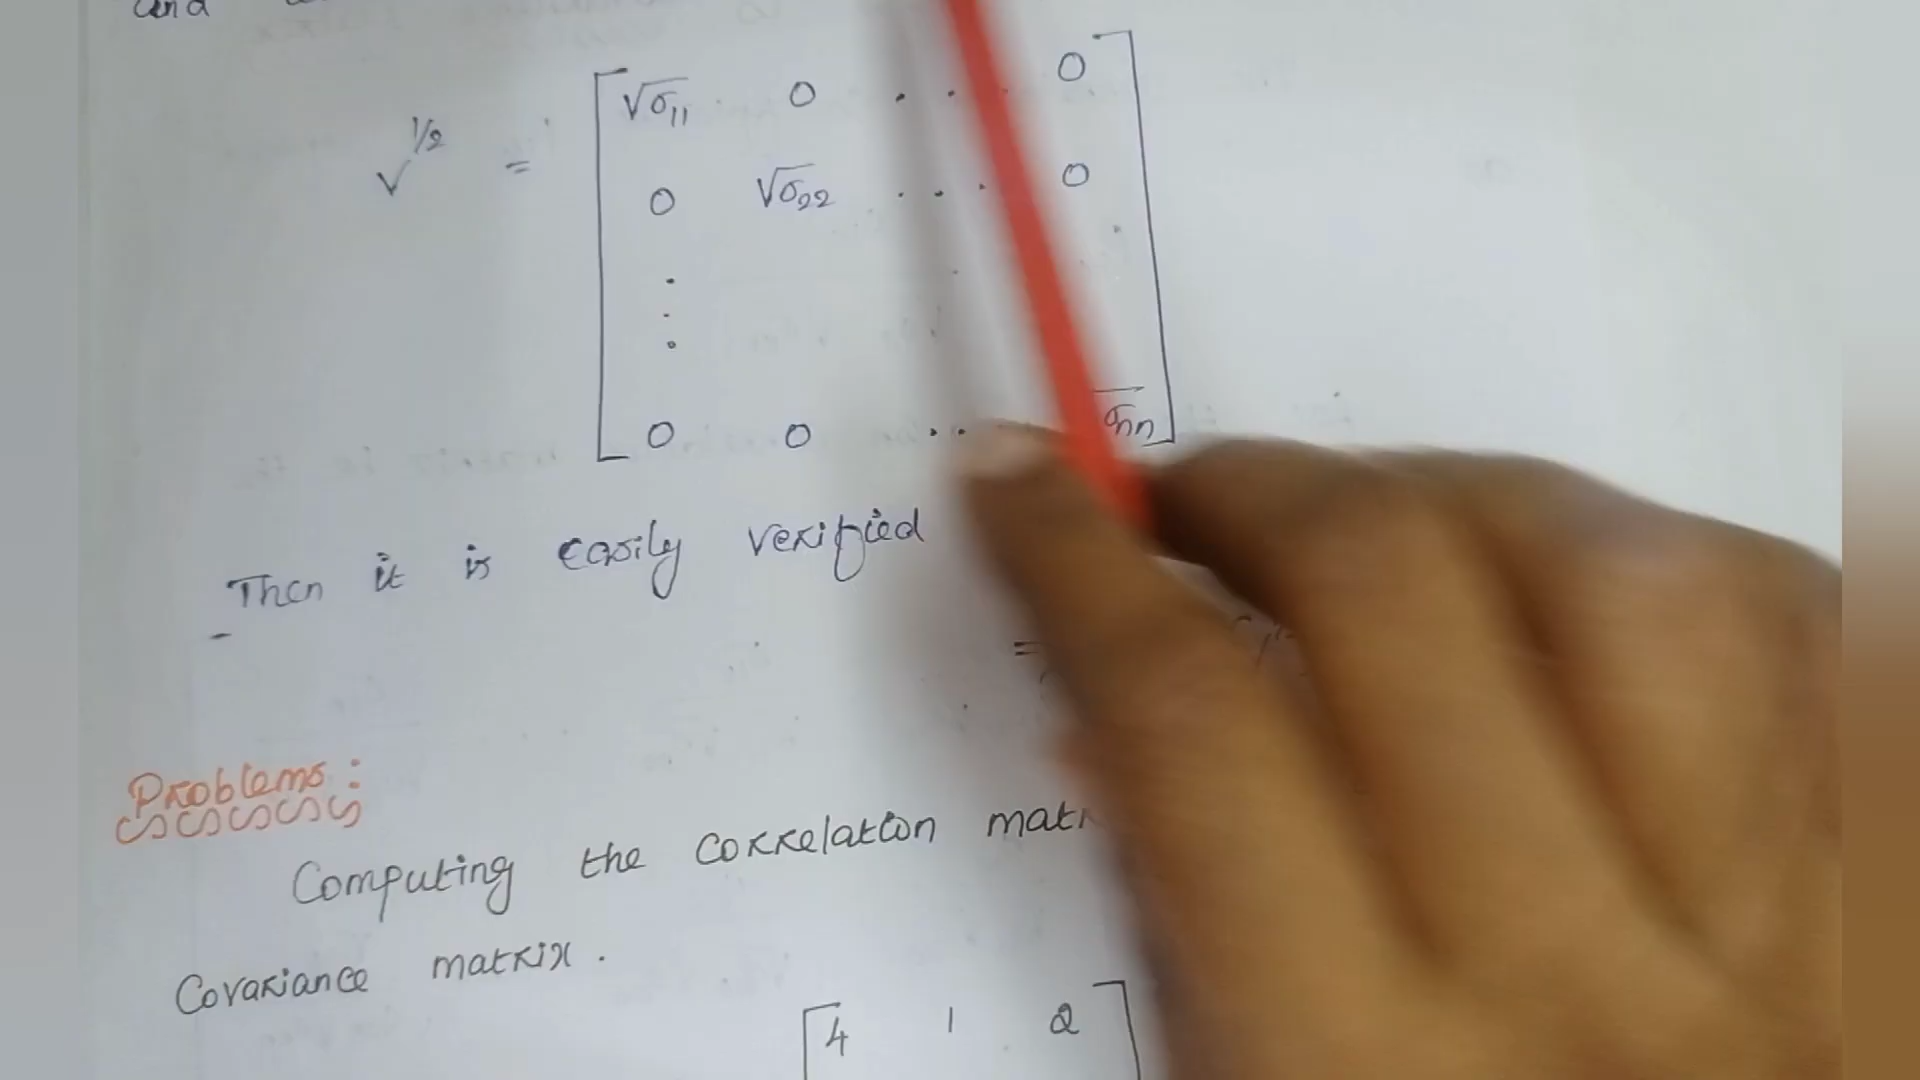 and
V^{1/2} = [ √σ₁₁ 0 . . . 0
0 √σ₂₂ . . . 0
⋮
0 0 . . σₙₙ ]
Then it is easily verified
=
Problems:
Computing the correlation
Covariance matrix.
4 1 2